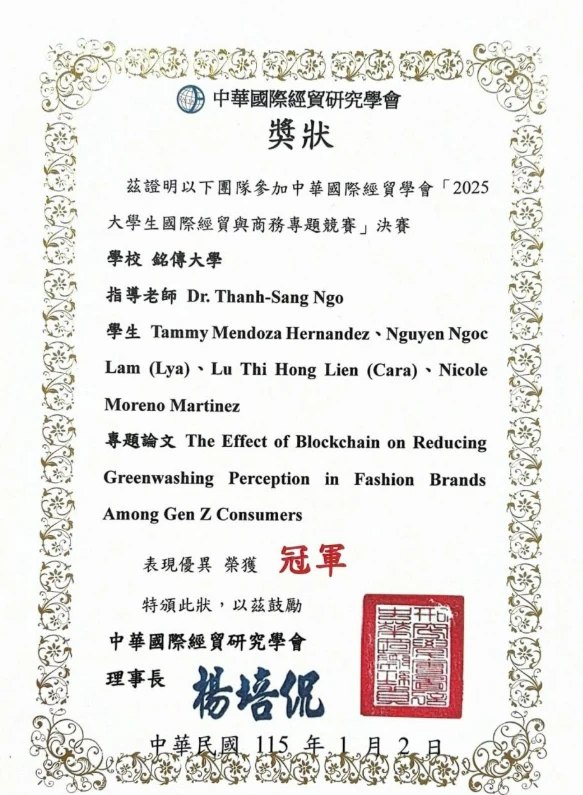 中華國際經貿研究學會
獎狀
茲證明以下團隊參加中華國際經貿學會「2025
大學生國際經貿與商務專題競賽」決賽
學校 銘傳大學
指導老師 Dr. Thanh-Sang Ngo
學生 Tammy Mendoza Hernandez、Nguyen Ngoc
Lam (Lya)、Lu Thi Hong Lien (Cara)、Nicole
Moreno Martinez
專題論文 The Effect of Blockchain on Reducing
Greenwashing Perception in Fashion Brands
Among Gen Z Consumers
表現優異 榮獲 冠軍
特頒此狀，以茲鼓勵
中華國際經貿研究學會
理事長 楊培侃
中華民國 115 年 1 月 2 日